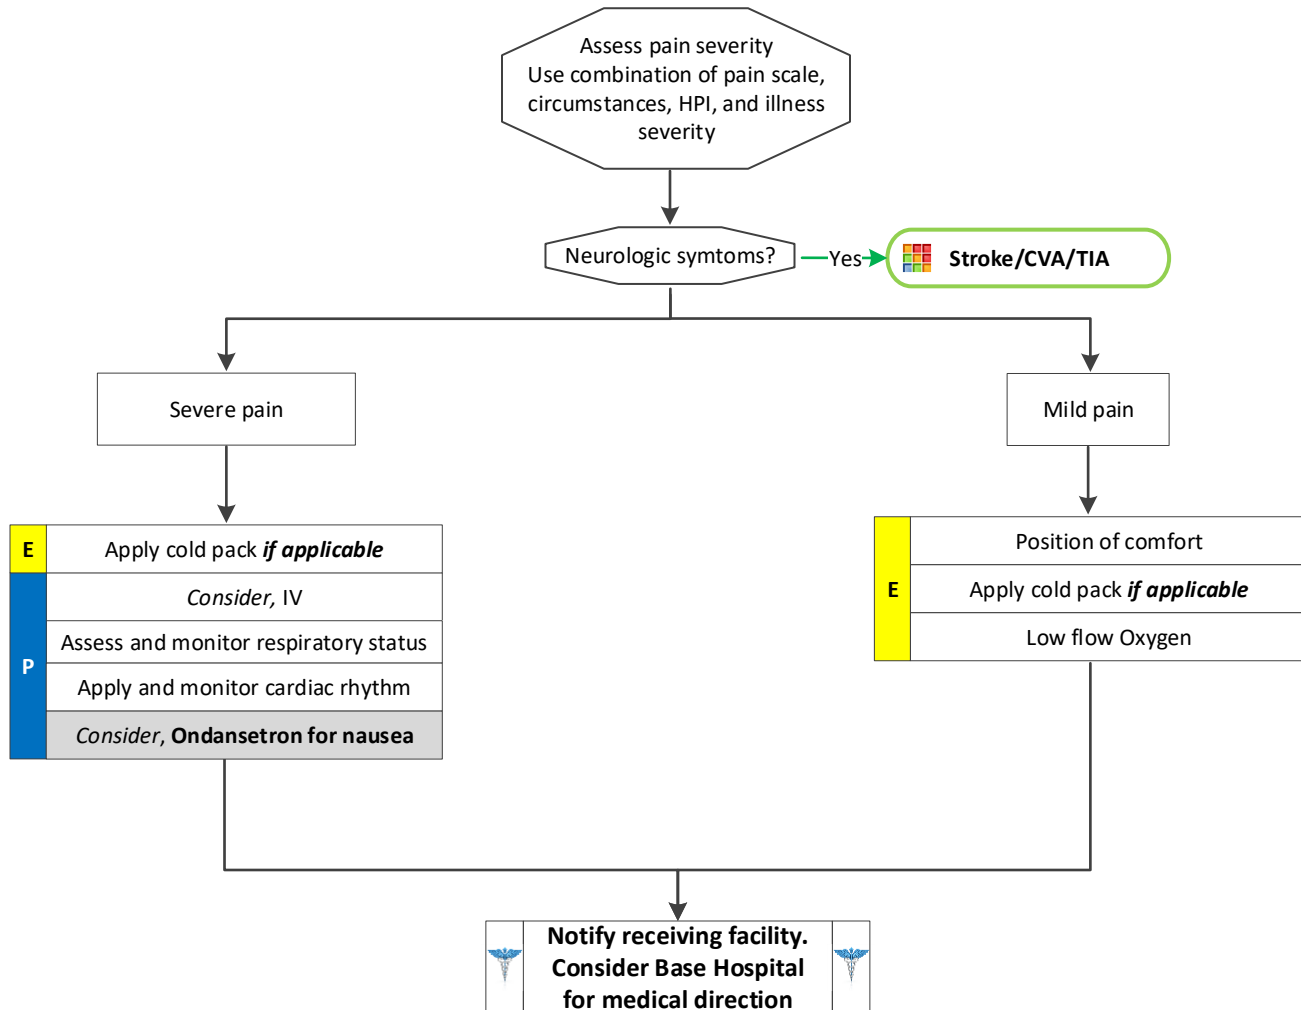 Assess pain severity
Use combination of pain scale,
circumstances, HPI, and illness
severity
Neurologic symtoms?
Yes
Stroke/CVA/TIA
Severe pain
Mild pain
E
Apply cold pack if applicable
P
Consider, IV
Assess and monitor respiratory status
Apply and monitor cardiac rhythm
Consider, Ondansetron for nausea
E
Position of comfort
Apply cold pack if applicable
Low flow Oxygen
Notify receiving facility.
Consider Base Hospital
for medical direction